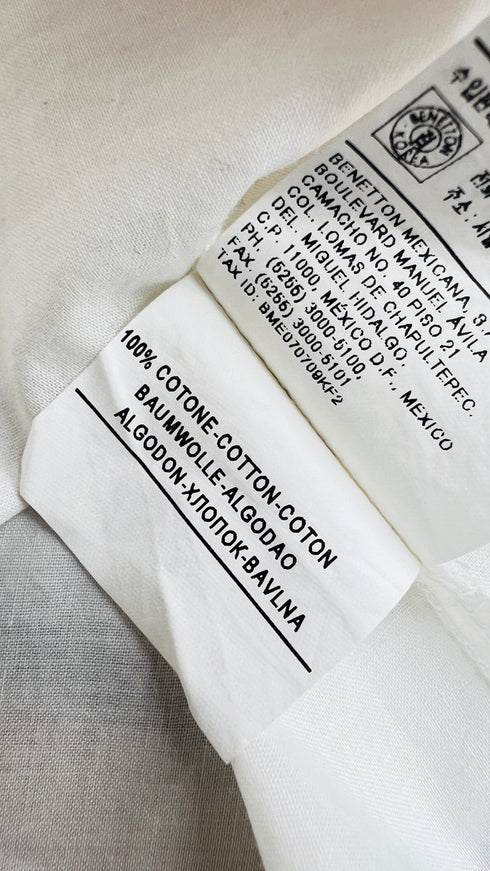 BENETTON
KOREA
BENETTON MEXICANA, S.A
BOULEVARD MANUEL ÁVILA
CAMACHO NO. 40 PISO 21
COL. LOMAS DE CHAPULTEPEC.
DEL. MIGUEL HIDALGO,
C.P. 11000, MÉXICO D.F., MEXICO
PH. (5255) 3000-5100,
FAX. (5255) 3000-5101
TAX ID: BME070709KF2
100% COTONE-COTTON-COTON
BAUMWOLLE-ALGODAO
ALGODON-ХЛОПОК-BAVLNA